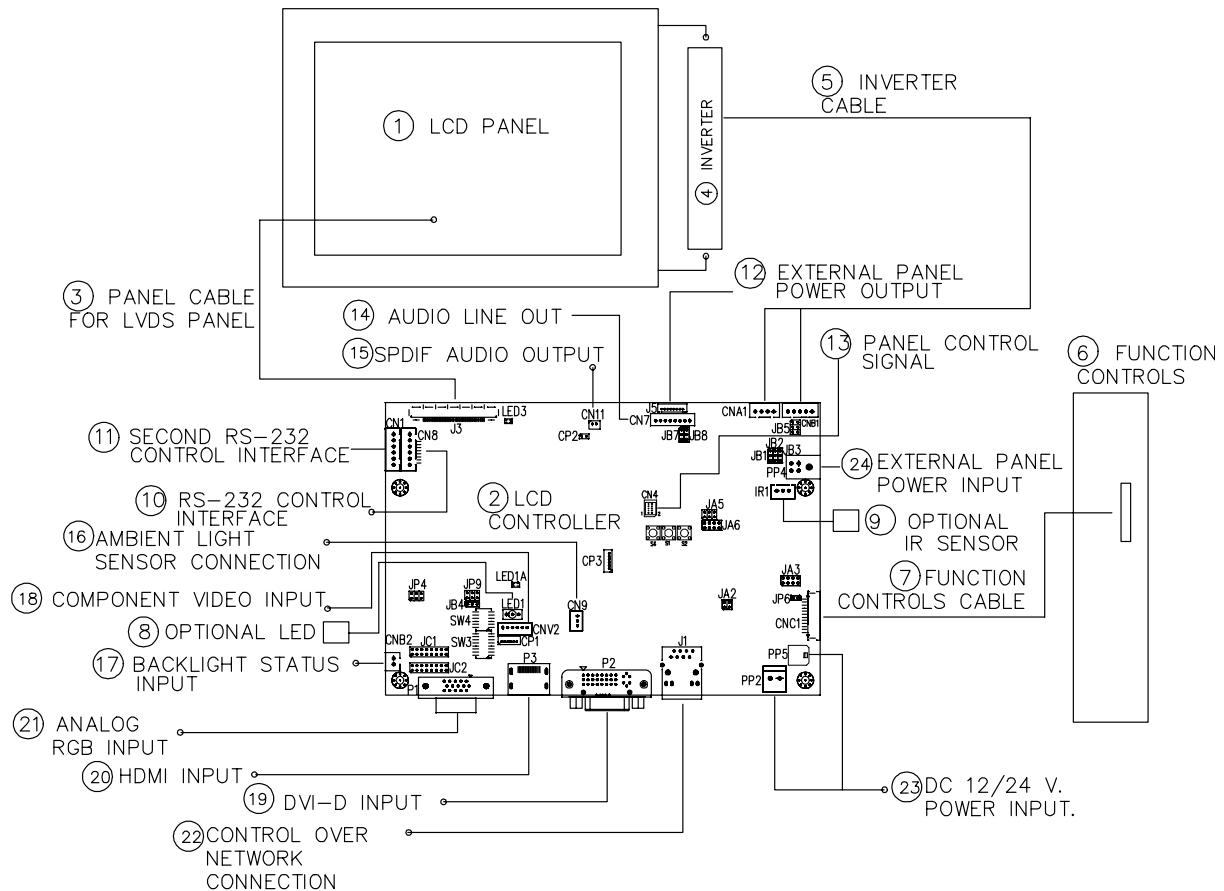 1 LCD PANEL
4 INVERTER
5 INVERTER
CABLE
3 PANEL CABLE
FOR LVDS PANEL
12 EXTERNAL PANEL
POWER OUTPUT
14 AUDIO LINE OUT
15 SPDIF AUDIO OUTPUT
13 PANEL CONTROL
SIGNAL
6 FUNCTION
CONTROLS
11 SECOND RS-232
CONTROL INTERFACE
10 RS-232 CONTROL
INTERFACE
2 LCD
CONTROLLER
24 EXTERNAL PANEL
POWER INPUT
16 AMBIENT LIGHT
SENSOR CONNECTION
9 OPTIONAL
IR SENSOR
7 FUNCTION
CONTROLS CABLE
18 COMPONENT VIDEO INPUT
8 OPTIONAL LED
17 BACKLIGHT STATUS
INPUT
21 ANALOG
RGB INPUT
20 HDMI INPUT
19 DVI-D INPUT
22 CONTROL OVER
NETWORK
CONNECTION
23 DC 12/24 V.
POWER INPUT.
CN1
CN8
J3
LED3
CN11
CP2
J5
CN7
JB7
JB8
CNA1
CNB1
JB5
JB2
JB1
JB3
PP4
IR1
CN4
1
2
JA5
JA6
S4
S1
S2
CP3
LED1A
JP4
JP9
JB4
LED1
SW4
CN9
CNV2
JA3
JA2
JP6
CNC1
CNB2
JC1
SW3
JCP1
JC2
P1
P3
P2
J1
PP5
PP2